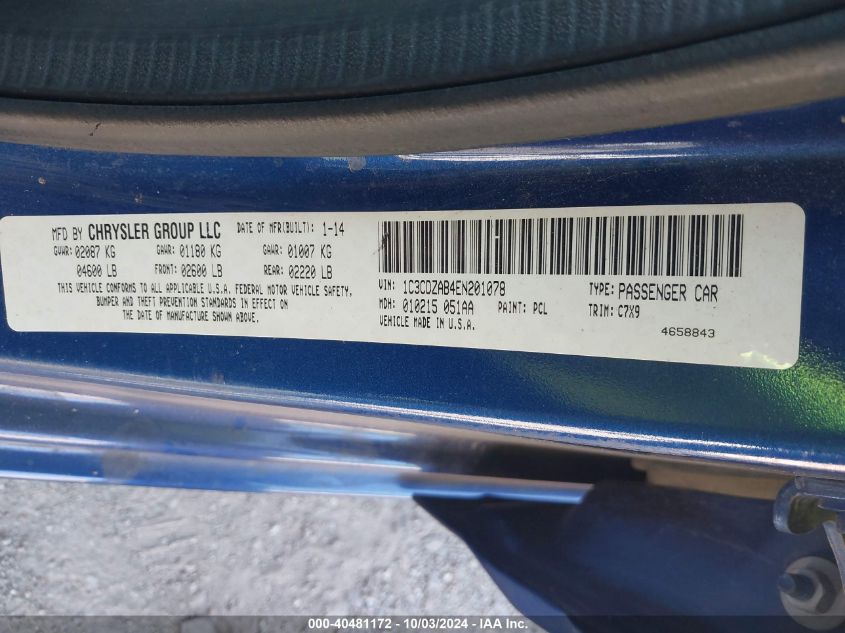 MFD BY CHRYSLER GROUP LLC DATE OF MFR(BUILT): 1-14
GVWR: 02087 KG GAWR: 01180 KG GAWR: 01007 KG
04600 LB FRONT: 02600 LB REAR: 02220 LB
THIS VEHICLE CONFORMS TO ALL APPLICABLE U.S.A. FEDERAL MOTOR VEHICLE SAFETY,
BUMPER AND THEFT PREVENTION STANDARDS IN EFFECT ON
THE DATE OF MANUFACTURE SHOWN ABOVE.
VIN: 1C3CDZAB4EN201078 TYPE: PASSENGER CAR
MDH: 010215 051AA PAINT: PCL TRIM: C7X9
VEHICLE MADE IN U.S.A.
4658843
000-40481172 - 10/03/2024 - IAA Inc.